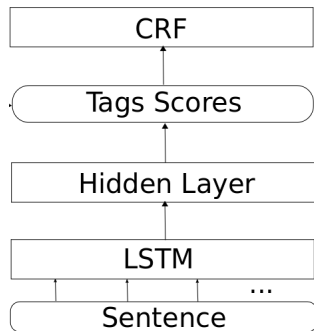 CRF
Tags Scores
Hidden Layer
LSTM
...
Sentence